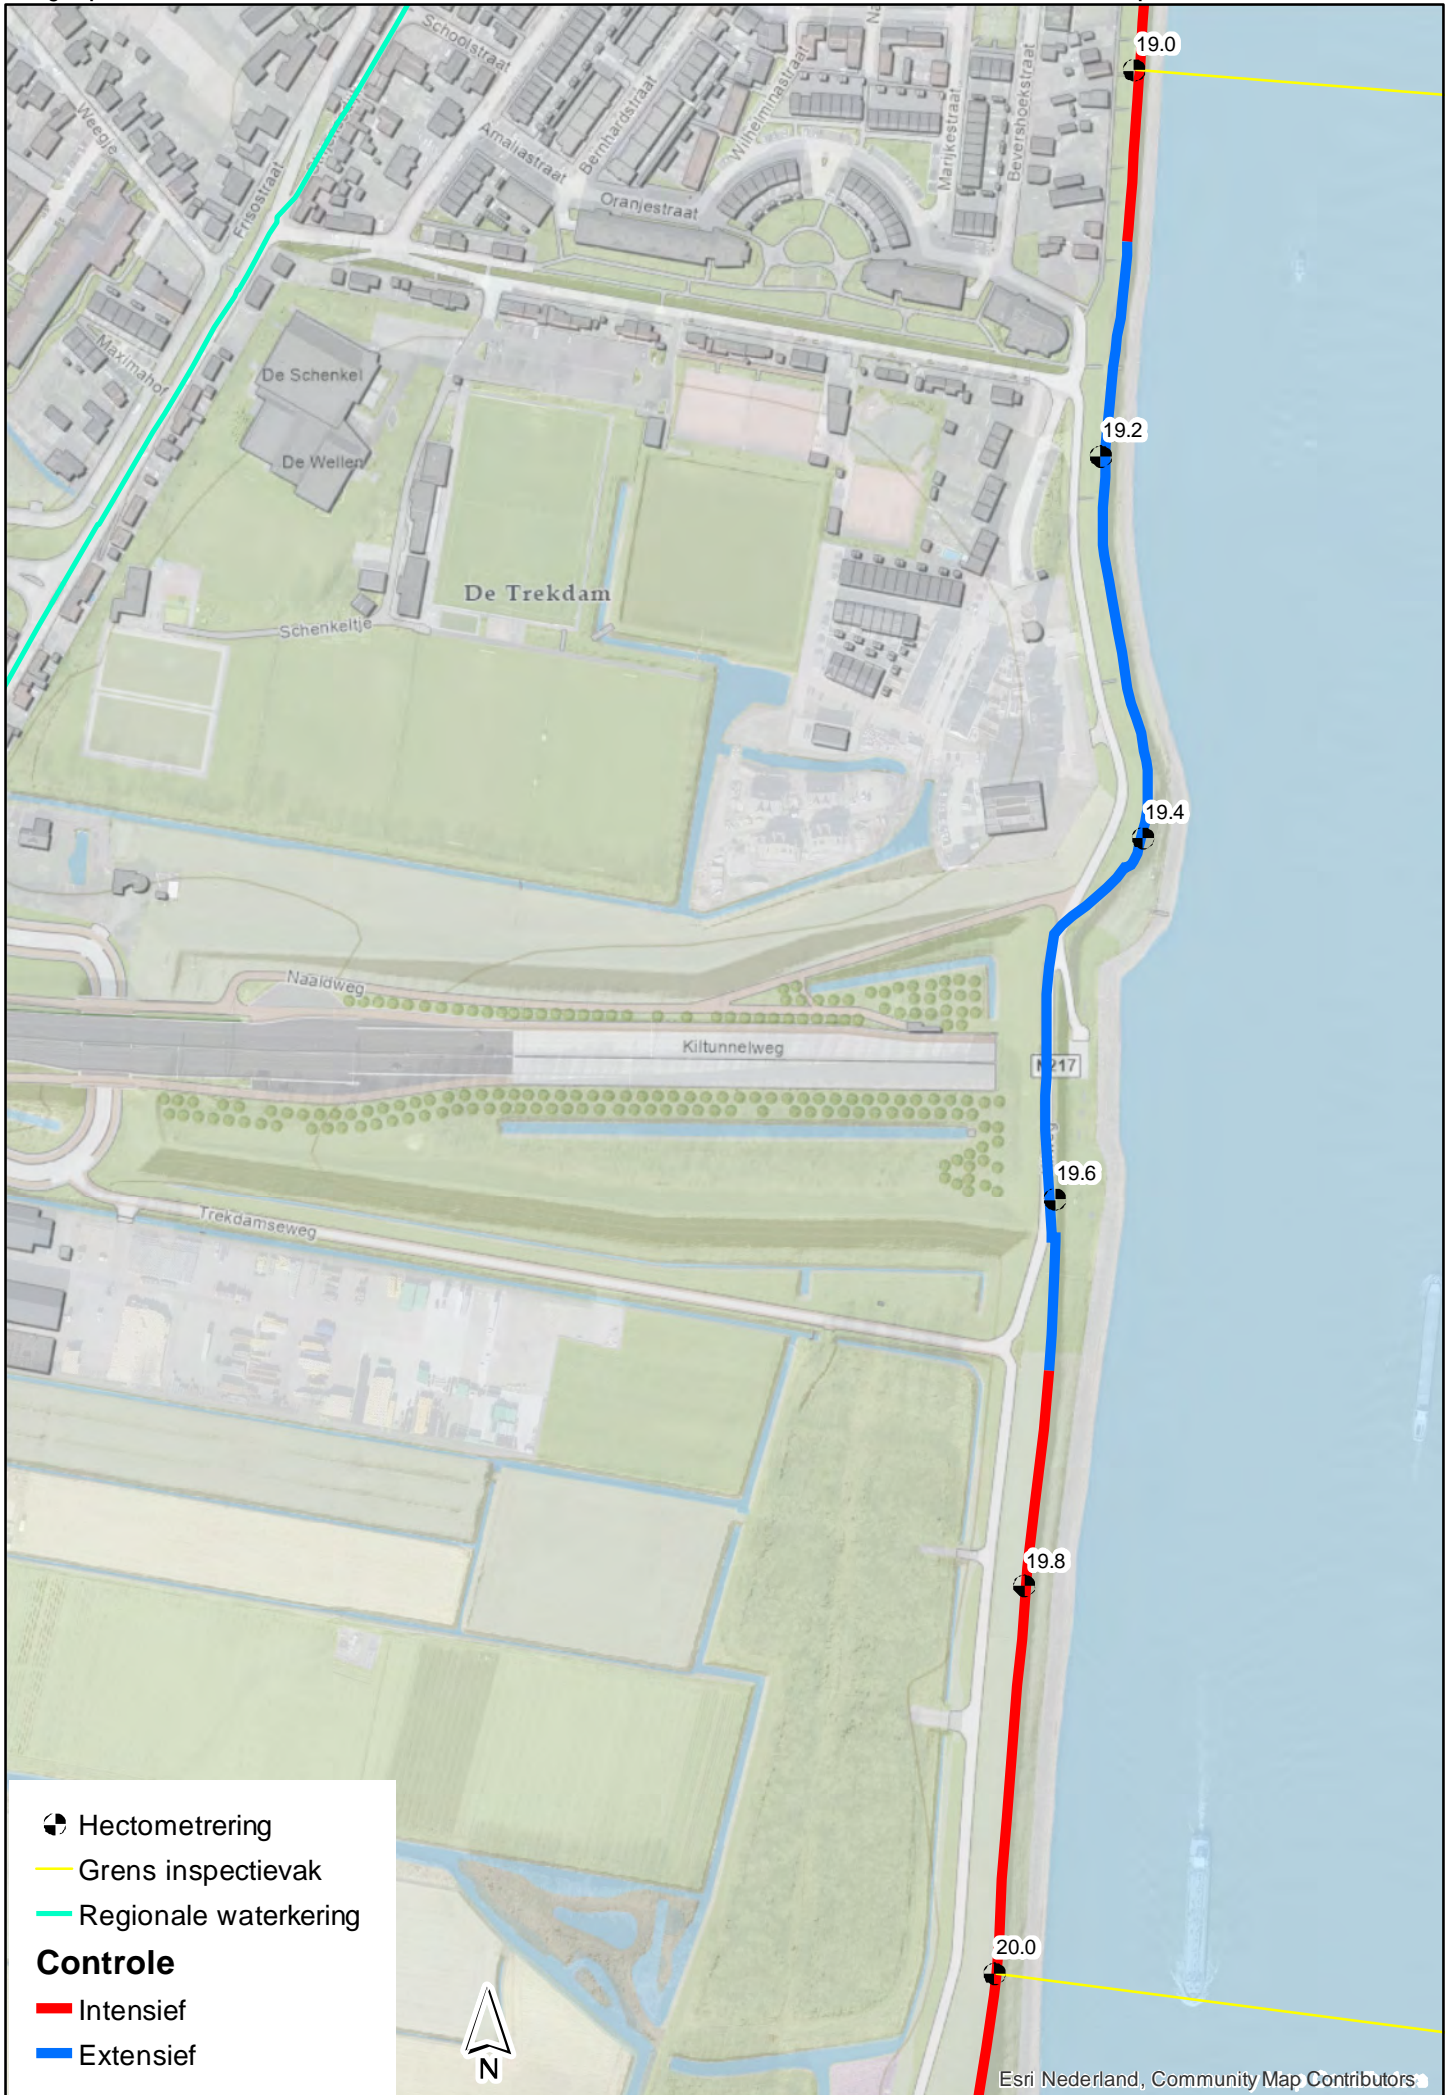 19.0
Schoolstraat
Weegje
Frisostraat
Amaliastraat
Bernhardstraat
Wilhelminastraat
Marijkestraat
Bevershoekstraat
Oranjestraat
Maximahof
De Schenkel
De Wellen
19.2
De Trekdam
Schenkeltje
19.4
Naaldweg
Kiltunnelweg
N217
19.6
Trekdamseweg
19.8
20.0
Hectometrering
Grens inspectievak
Regionale waterkering
Controle
Intensief
Extensief
N
Esri Nederland, Community Map Contributors